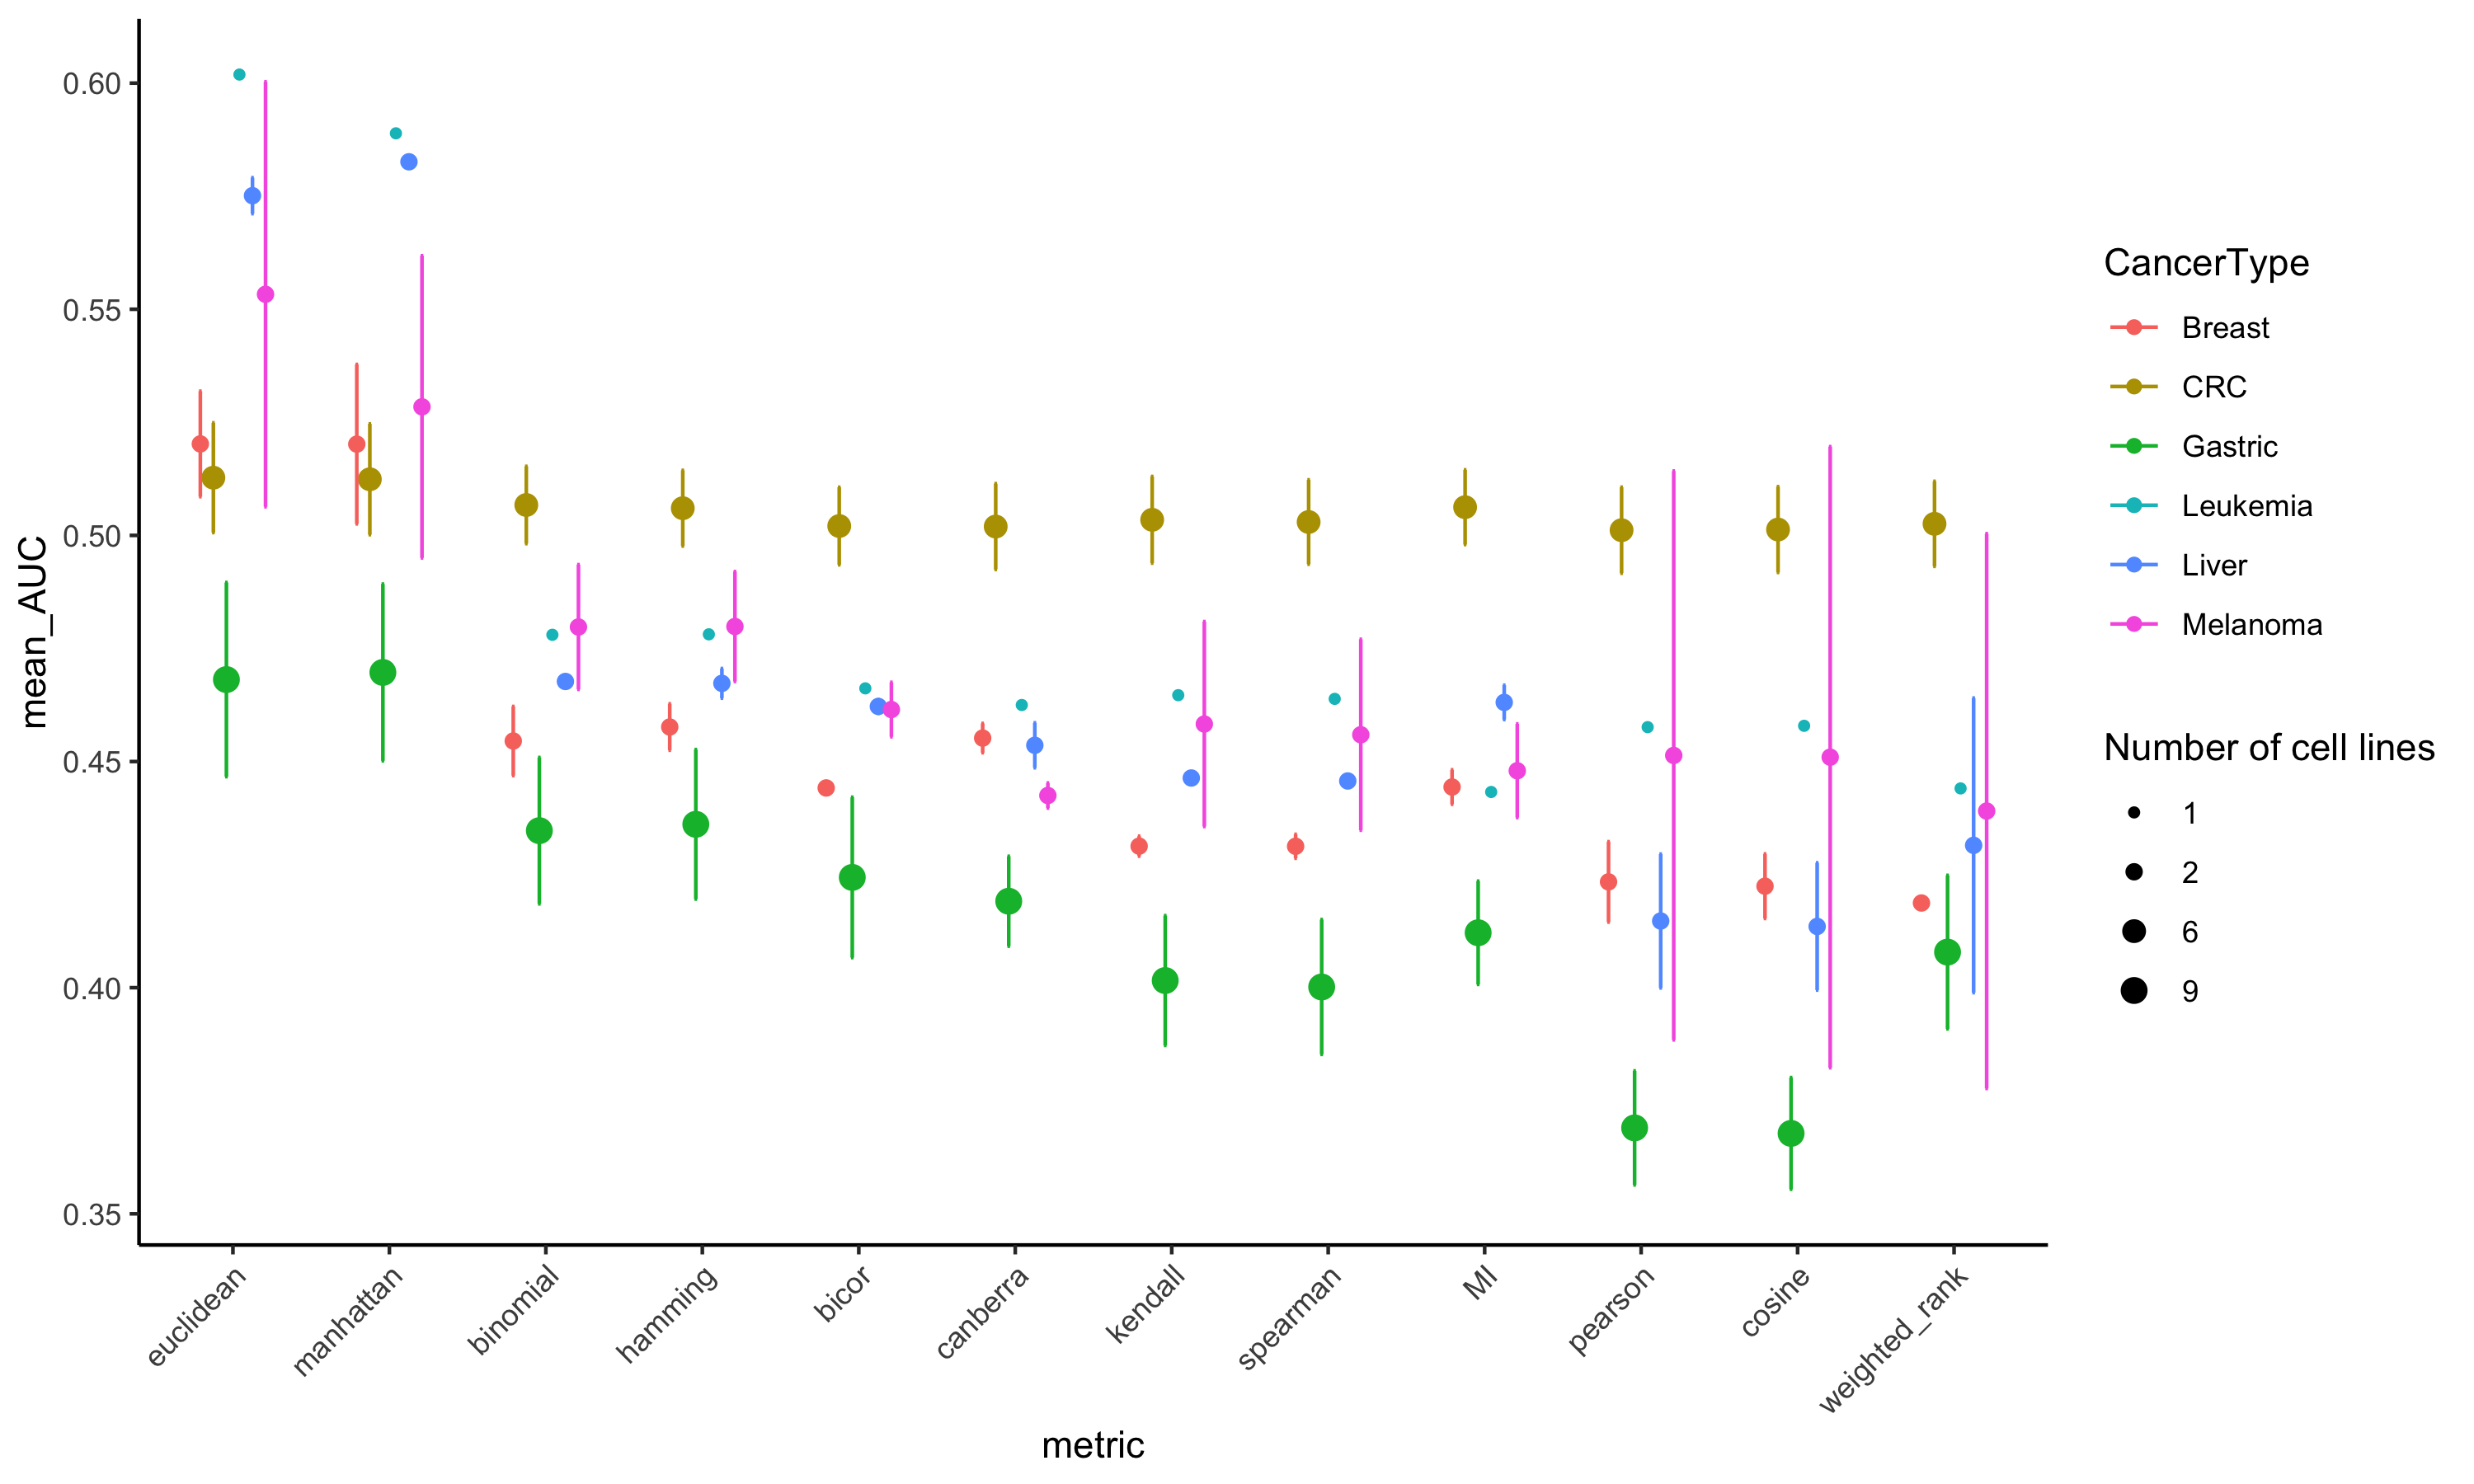 mean_AUC
0.60
0.55
0.50
0.45
0.40
0.35
euclidean
manhattan
binomial
hamming
bicor
canberra
kendall
spearman
MI
pearson
cosine
weighted_rank
metric
CancerType
Breast
CRC
Gastric
Leukemia
Liver
Melanoma
Number of cell lines
1
2
6
9